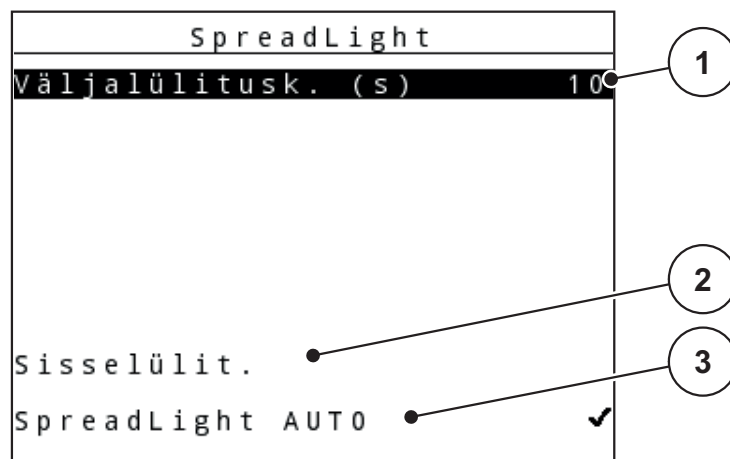 SpreadLight
Väljalülitusk. (s) 10
1
2
Sisselülit.
3
SpreadLight AUTO ✔